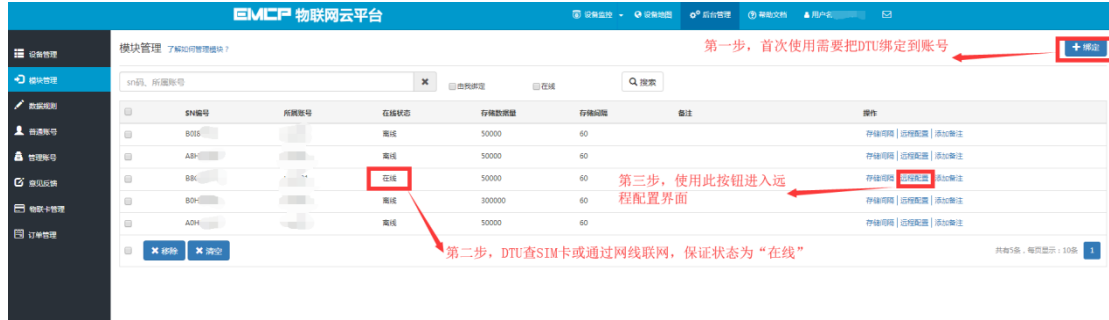 EMCP 物联网云平台
设备监控 设备地图 后台管理 帮助文档 用户名
设备管理
模块管理
数据规则
普通账号
管理账号
意见反馈
物联卡管理
订单管理
模块管理 了解如何管理模块？
第一步，首次使用需要把DTU绑定到账号
绑定
sn码、所属账号
由我绑定 在线 搜索
SN编号 所属账号 在线状态 存储数据量 存储间隔 备注 操作
离线 50000 60 存储间隔 | 远程配置 | 添加备注
A8H 离线 50000 60 存储间隔 | 远程配置 | 添加备注
在线 50000 60 存储间隔 | 远程配置 | 添加备注
B0H 离线 300000 60 存储间隔 | 远程配置 | 添加备注
A0H 离线 50000 60 存储间隔 | 远程配置 | 添加备注
第三步，使用此按钮进入远
程配置界面
移除 清空
第二步，DTU查SIM卡或通过网线联网，保证状态为“在线”
共有5条，每页显示：10条 1